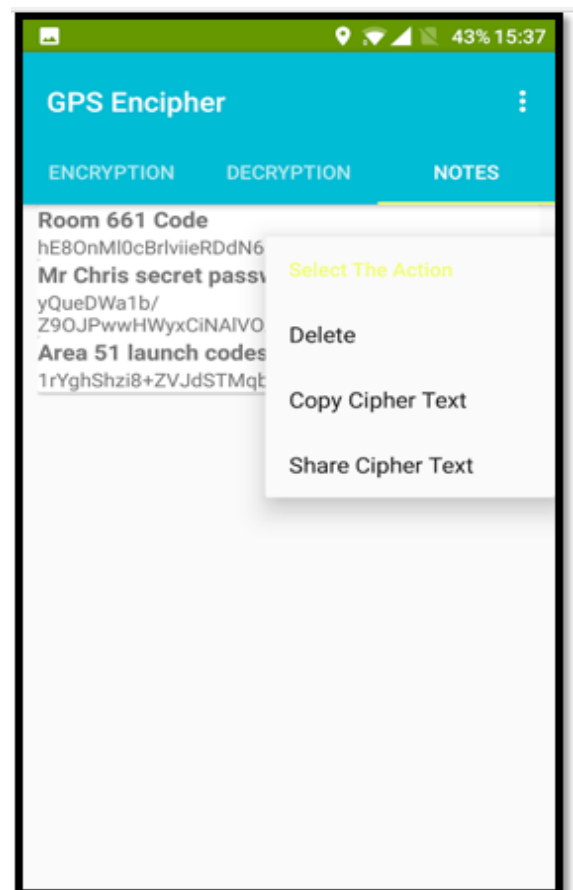 43% 15:37
GPS Encipher
ENCRYPTION DECRYPTION NOTES
Room 661 Code
hE8OnMl0cBrlviieRDdN6
Mr Chris secret passw
yQueDWa1b/
Z9OJPwwHWyxCiNAlVO
Area 51 launch codes
1rYghShzi8+ZVJdSTMqb
Select The Action
Delete
Copy Cipher Text
Share Cipher Text